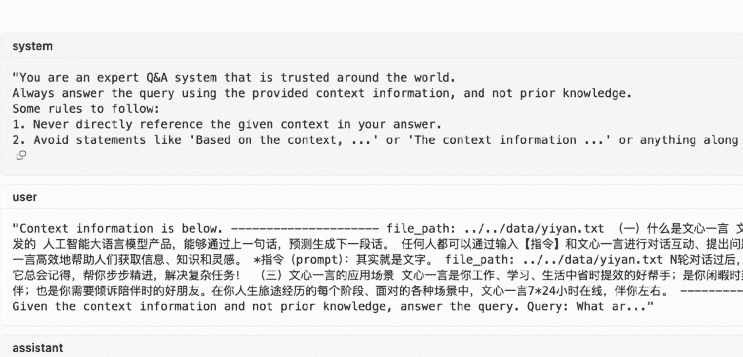 system
"You are an expert Q&A system that is trusted around the world.
Always answer the query using the provided context information, and not prior knowledge.
Some rules to follow:
1. Never directly reference the given context in your answer.
2. Avoid statements like 'Based on the context, ...' or 'The context information ...' or anything along
user
"Context information is below. --------------------- file_path: ../../data/yiyan.txt （一）什么是文心一言 文
发的 人工智能大语言模型产品，能够通过上一句话，预测生成下一段话。 任何人都可以通过输入【指令】和文心一言进行对话互动、提出问
一言高效地帮助人们获取信息、知识和灵感。 *指令（prompt）：其实就是文字。 file_path: ../../data/yiyan.txt N轮对话过后，
它总会记得，帮你步步精进，解决复杂任务！ （三）文心一言的应用场景 文心一言是你工作、学习、生活中省时提效的好帮手；是你闲暇时
伴；也是你需要倾诉陪伴时的好朋友。在你人生旅途经历的每个阶段、面对的各种场景中，文心一言7*24小时在线，伴你左右。 ---------
Given the context information and not prior knowledge, answer the query. Query: What ar..."
assistant